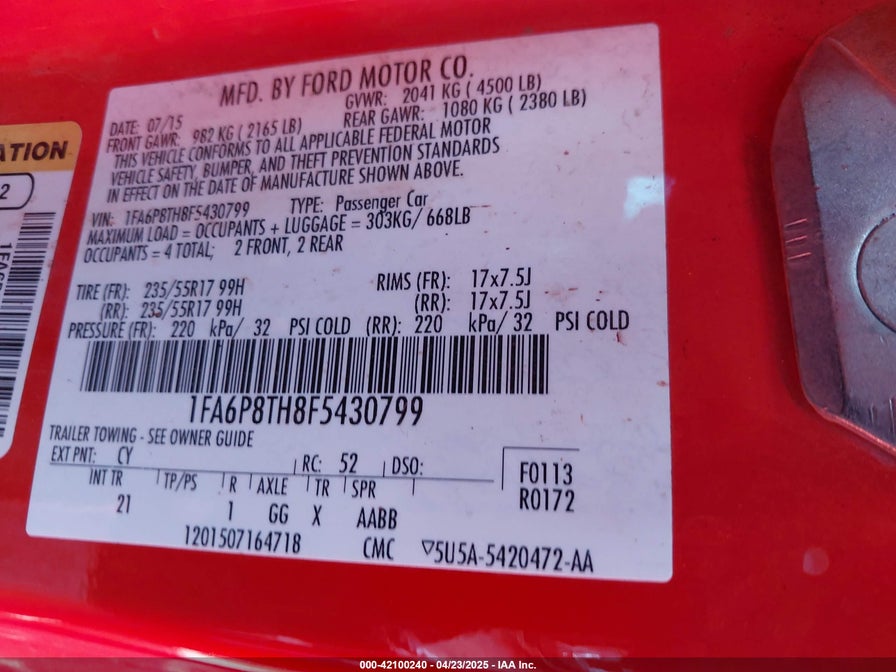 MFD. BY FORD MOTOR CO.
DATE: 07/15
GVWR: 2041 KG ( 4500 LB)
FRONT GAWR: 982 KG ( 2165 LB)
REAR GAWR: 1080 KG ( 2380 LB)
THIS VEHICLE CONFORMS TO ALL APPLICABLE FEDERAL MOTOR
VEHICLE SAFETY, BUMPER, AND THEFT PREVENTION STANDARDS
IN EFFECT ON THE DATE OF MANUFACTURE SHOWN ABOVE.
VIN: 1FA6P8TH8F5430799 TYPE: Passenger Car
MAXIMUM LOAD = OCCUPANTS + LUGGAGE = 303KG/ 668LB
OCCUPANTS = 4 TOTAL; 2 FRONT, 2 REAR
TIRE (FR): 235/55R17 99H RIMS (FR): 17x7.5J
(RR): 235/55R17 99H (RR): 17x7.5J
PRESSURE (FR): 220 kPa/ 32 PSI COLD (RR): 220 kPa/ 32 PSI COLD
1FA6P8TH8F5430799
TRAILER TOWING - SEE OWNER GUIDE
EXT PNT: CY RC: 52 DSO: F0113
INT TR TP/PS R AXLE TR SPR R0172
21 1 GG X AABB
1201507164718 CMC ▽5U5A-5420472-AA
ATION
2
000-42100240 - 04/23/2025 - IAA Inc.